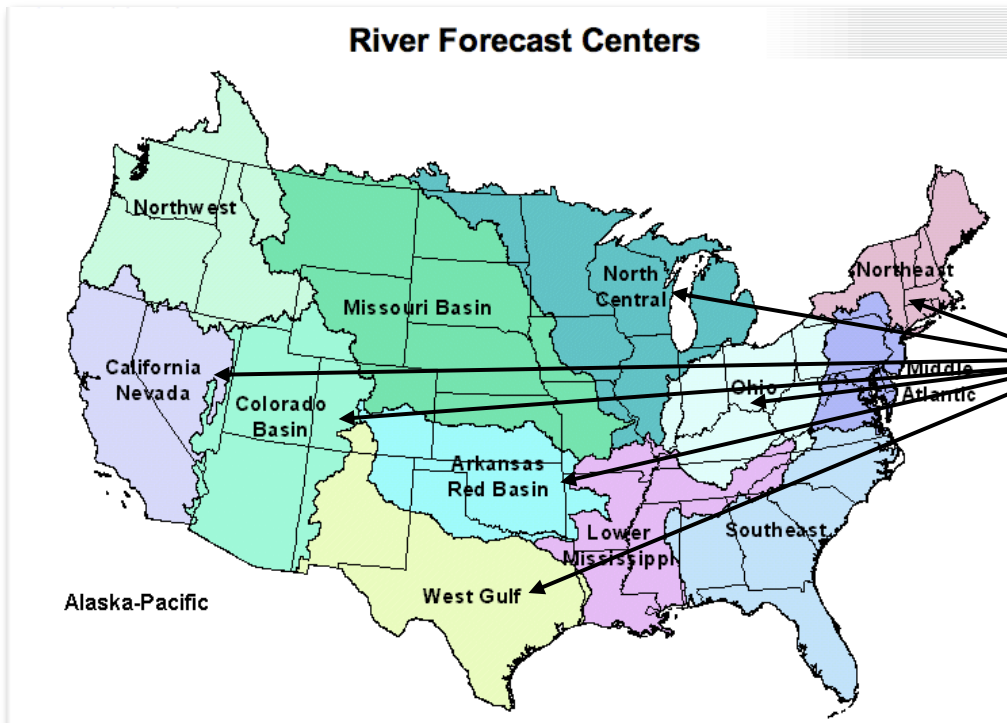 River Forecast Centers
Northwest
Missouri Basin
North
Central
Northeast
California
Nevada
Colorado
Basin
Ohio
Middle
Atlantic
Arkansas
Red Basin
Lower
Mississippi
Southeast
West Gulf
Alaska-Pacific